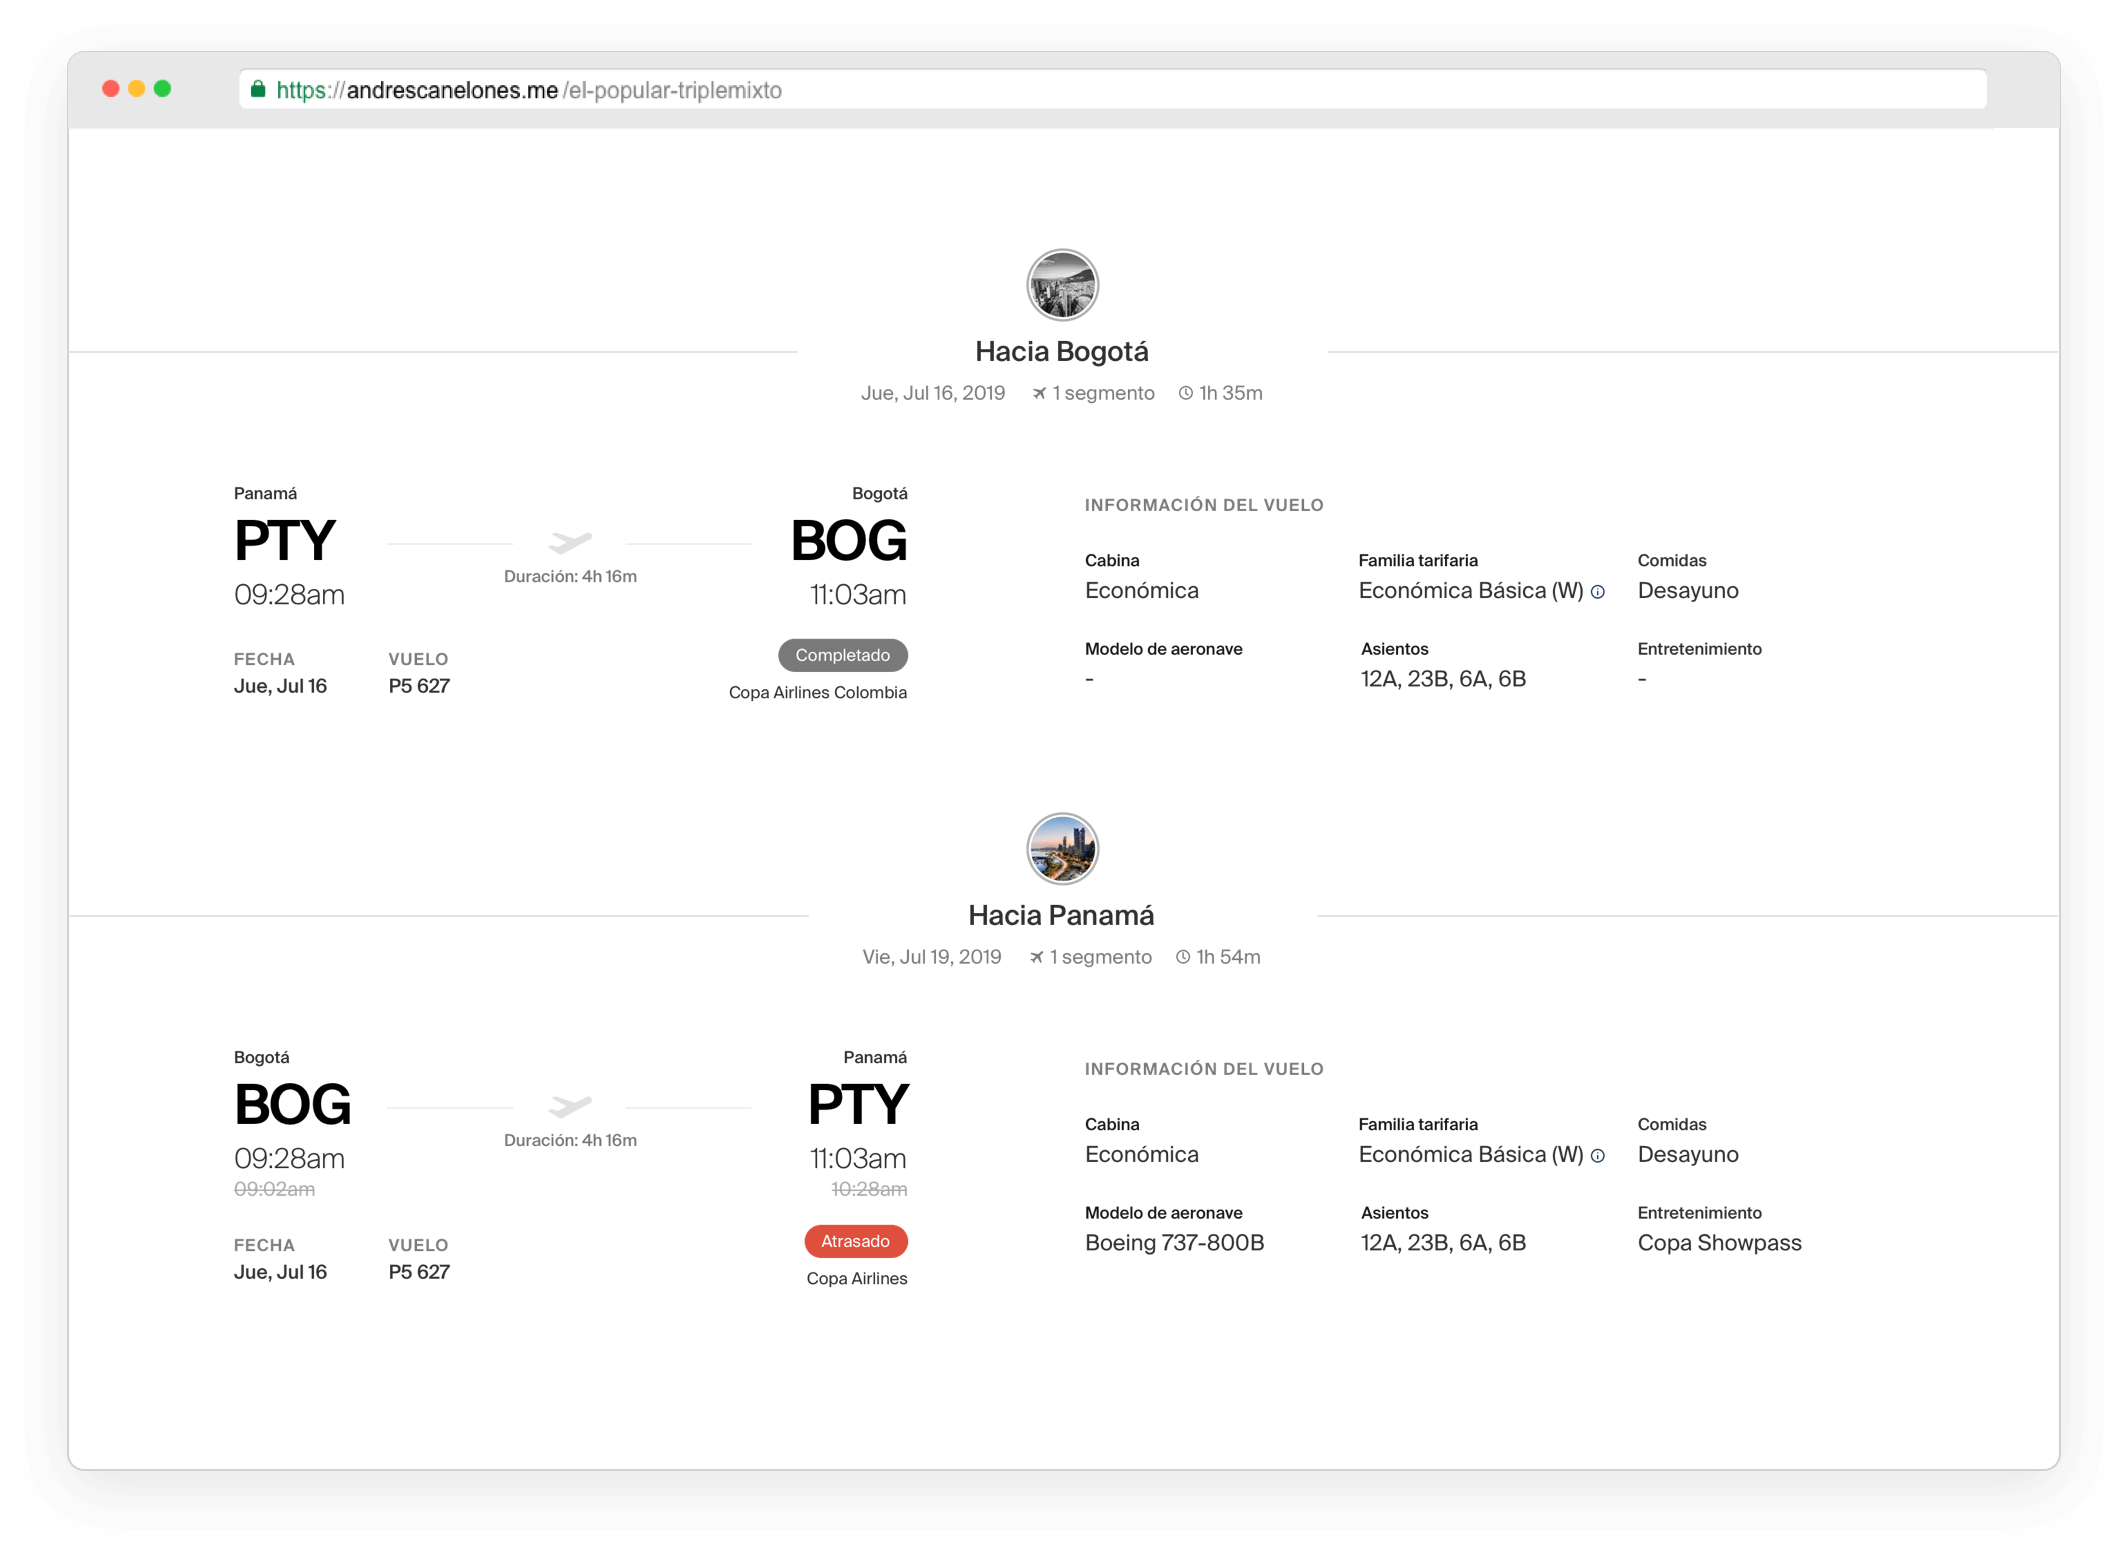 https://andrescanelones.me/el-popular-triplemixto
Hacia Bogotá
Jue, Jul 16, 2019 1 segmento 1h 35m
Panamá Bogotá
PTY BOG
Duración: 4h 16m
09:28am 11:03am
Completado
FECHA VUELO
Jue, Jul 16 P5 627
Copa Airlines Colombia
INFORMACIÓN DEL VUELO
Cabina Familia tarifaria Comidas
Económica Económica Básica (W) Desayuno
Modelo de aeronave Asientos Entretenimiento
- 12A, 23B, 6A, 6B -
Hacia Panamá
Vie, Jul 19, 2019 1 segmento 1h 54m
Bogotá Panamá
BOG PTY
Duración: 4h 16m
09:28am 11:03am
09:02am 10:28am
Atrasado
FECHA VUELO
Jue, Jul 16 P5 627
Copa Airlines
INFORMACIÓN DEL VUELO
Cabina Familia tarifaria Comidas
Económica Económica Básica (W) Desayuno
Modelo de aeronave Asientos Entretenimiento
Boeing 737-800B 12A, 23B, 6A, 6B Copa Showpass